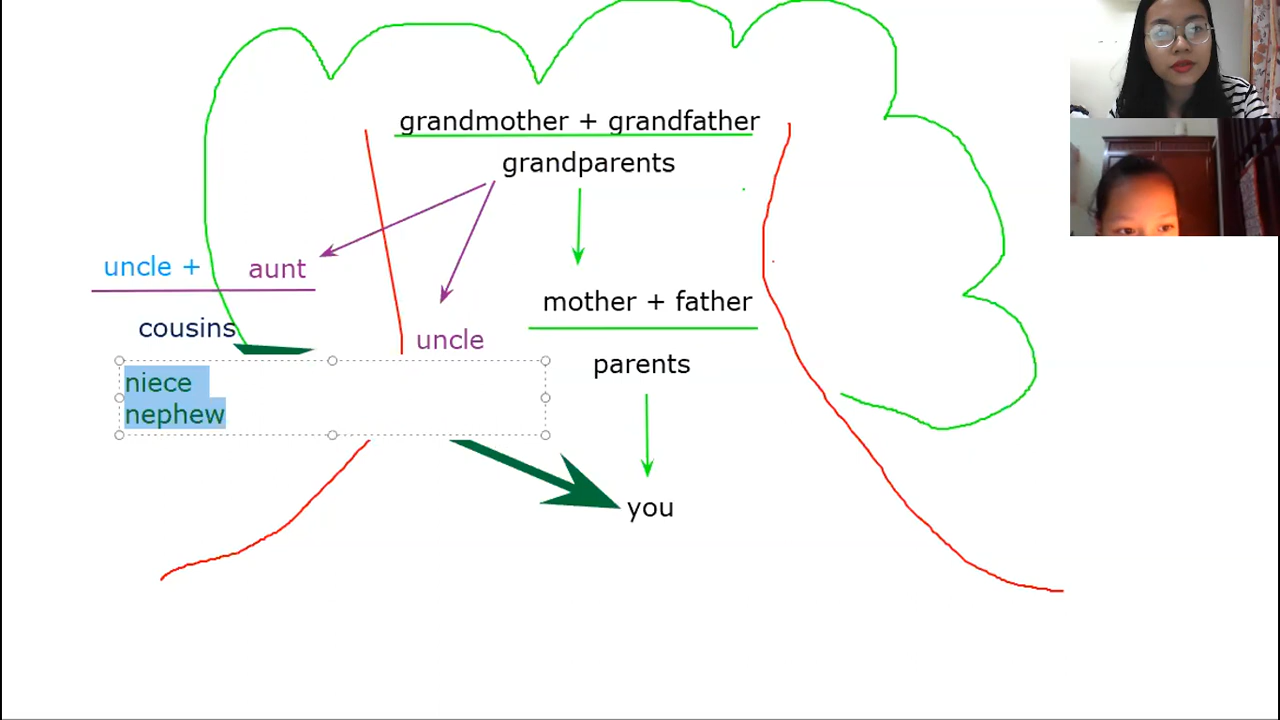 grandmother + grandfather
grandparents
uncle + aunt
mother + father
cousins
uncle
parents
niece
nephew
you